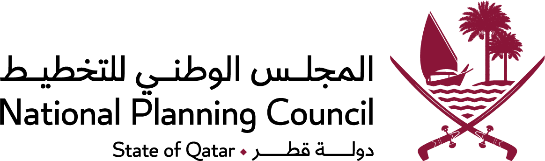 المجلس الوطني للتخطيط
National Planning Council
State of Qatar • دولة قطر